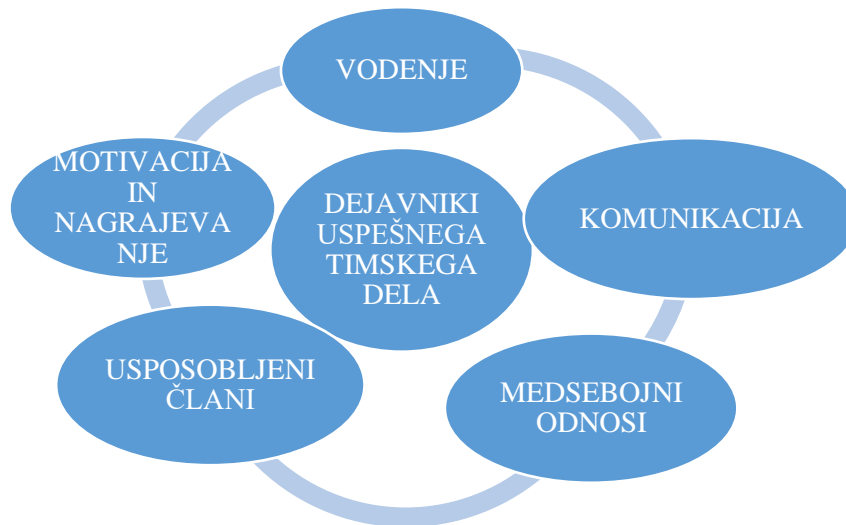 VODENJE
MOTIVACIJA
IN
NAGRAJEVA
NJE
DEJAVNIKI
USPEŠNEGA
TIMSKEGA
DELA
KOMUNIKACIJA
USPOSOBLJENI
ČLANI
MEDSEBOJNI
ODNOSI